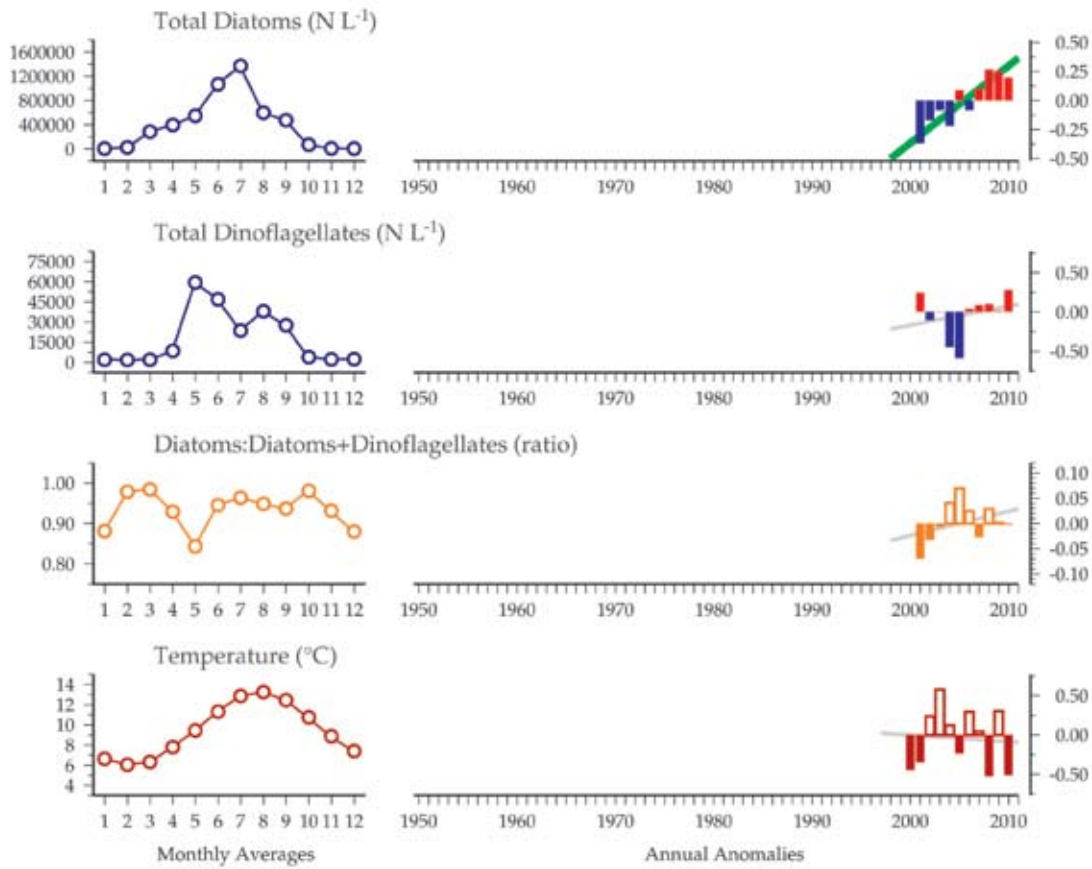 Total Diatoms (N L⁻¹)
1600000
1200000
800000
400000
0
0.50
0.25
0.00
-0.25
-0.50
1 2 3 4 5 6 7 8 9 10 11 12
1950 1960 1970 1980 1990 2000 2010
Total Dinoflagellates (N L⁻¹)
75000
60000
45000
30000
15000
0
0.50
0.00
-0.50
1 2 3 4 5 6 7 8 9 10 11 12
1950 1960 1970 1980 1990 2000 2010
Diatoms:Diatoms+Dinoflagellates (ratio)
1.00
0.90
0.80
0.10
0.05
0.00
-0.05
-0.10
1 2 3 4 5 6 7 8 9 10 11 12
1950 1960 1970 1980 1990 2000 2010
Temperature (°C)
14
12
10
8
6
4
0.50
0.00
-0.50
1 2 3 4 5 6 7 8 9 10 11 12
1950 1960 1970 1980 1990 2000 2010
Monthly Averages
Annual Anomalies